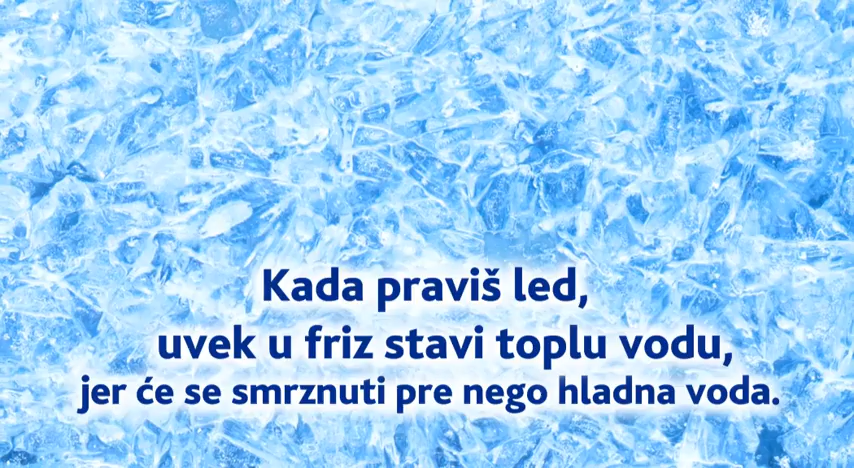 Kada praviš led,
uvek u friz stavi toplu vodu,
jer će se smrznuti pre nego hladna voda.